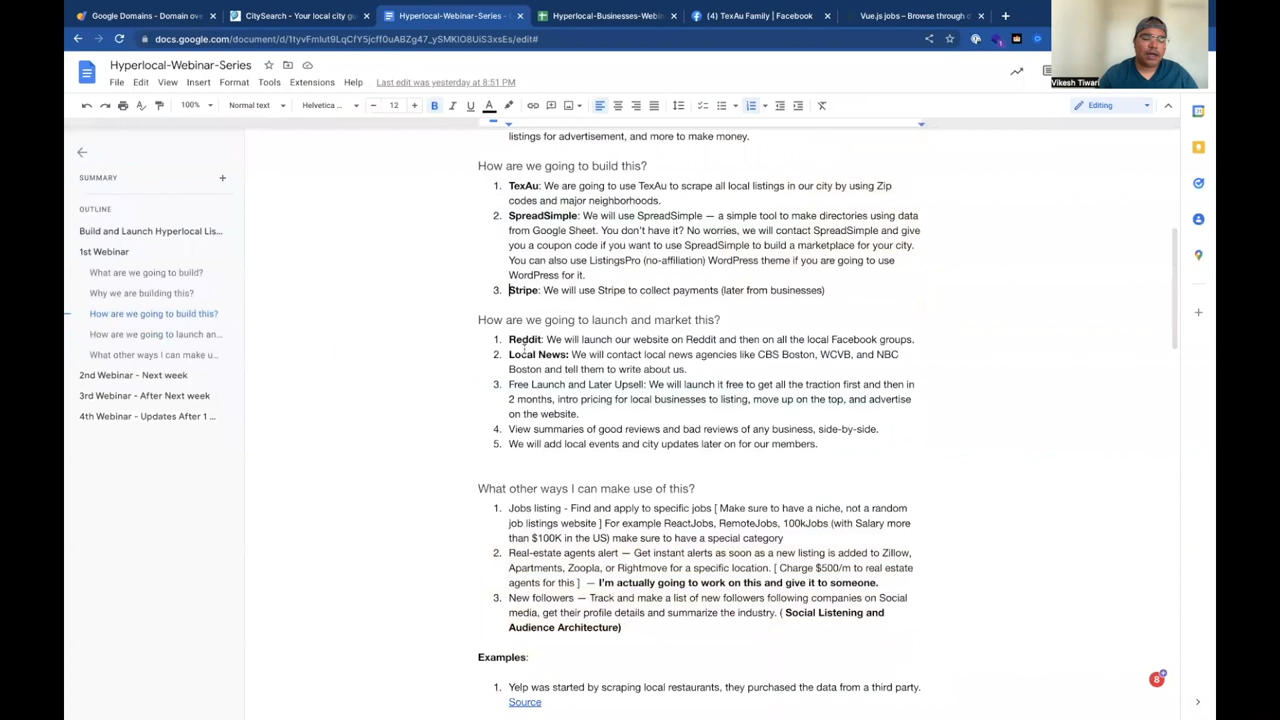 Google Domains - Domain ov
CitySearch - Your local city gu
Hyperlocal-Webinar-Series - G
Hyperlocal-Businesses-Webin
(4) TexAu Family | Facebook
Vue.js jobs – Browse through o
Vikesh Tiwari
Hyperlocal-Webinar-Series
File Edit View Insert Format Tools Extensions Help Last edit was yesterday at 8:51 PM
100% Normal text Helvetica ... 12 B I U A Editing
SUMMARY
OUTLINE
Build and Launch Hyperlocal Lis...
1st Webinar
What are we going to build?
Why we are building this?
How are we going to build this?
How are we going to launch an...
What other ways I can make u...
2nd Webinar - Next week
3rd Webinar - After Next week
4th Webinar - Updates After 1 ...
listings for advertisement, and more to make money.
How are we going to build this?
1. TexAu: We are going to use TexAu to scrape all local listings in our city by using Zip
codes and major neighborhoods.
2. SpreadSimple: We will use SpreadSimple — a simple tool to make directories using data
from Google Sheet. You don't have it? No worries, we will contact SpreadSimple and give
you a coupon code if you want to use SpreadSimple to build a marketplace for your city.
You can also use ListingsPro (no-affiliation) WordPress theme if you are going to use
WordPress for it.
3. Stripe: We will use Stripe to collect payments (later from businesses)
How are we going to launch and market this?
1. Reddit: We will launch our website on Reddit and then on all the local Facebook groups.
2. Local News: We will contact local news agencies like CBS Boston, WCVB, and NBC
Boston and tell them to write about us.
3. Free Launch and Later Upsell: We will launch it free to get all the traction first and then in
2 months, intro pricing for local businesses to listing, move up on the top, and advertise
on the website.
4. View summaries of good reviews and bad reviews of any business, side-by-side.
5. We will add local events and city updates later on for our members.
What other ways I can make use of this?
1. Jobs listing - Find and apply to specific jobs [ Make sure to have a niche, not a random
job listings website ] For example ReactJobs, RemoteJobs, 100kJobs (with Salary more
than $100K in the US) make sure to have a special category
2. Real-estate agents alert — Get instant alerts as soon as a new listing is added to Zillow,
Apartments, Zoopla, or Rightmove for a specific location. [ Charge $500/m to real estate
agents for this ] — I'm actually going to work on this and give it to someone.
3. New followers — Track and make a list of new followers following companies on Social
media, get their profile details and summarize the industry. ( Social Listening and
Audience Architecture)
Examples:
1. Yelp was started by scraping local restaurants, they purchased the data from a third party.
Source
8